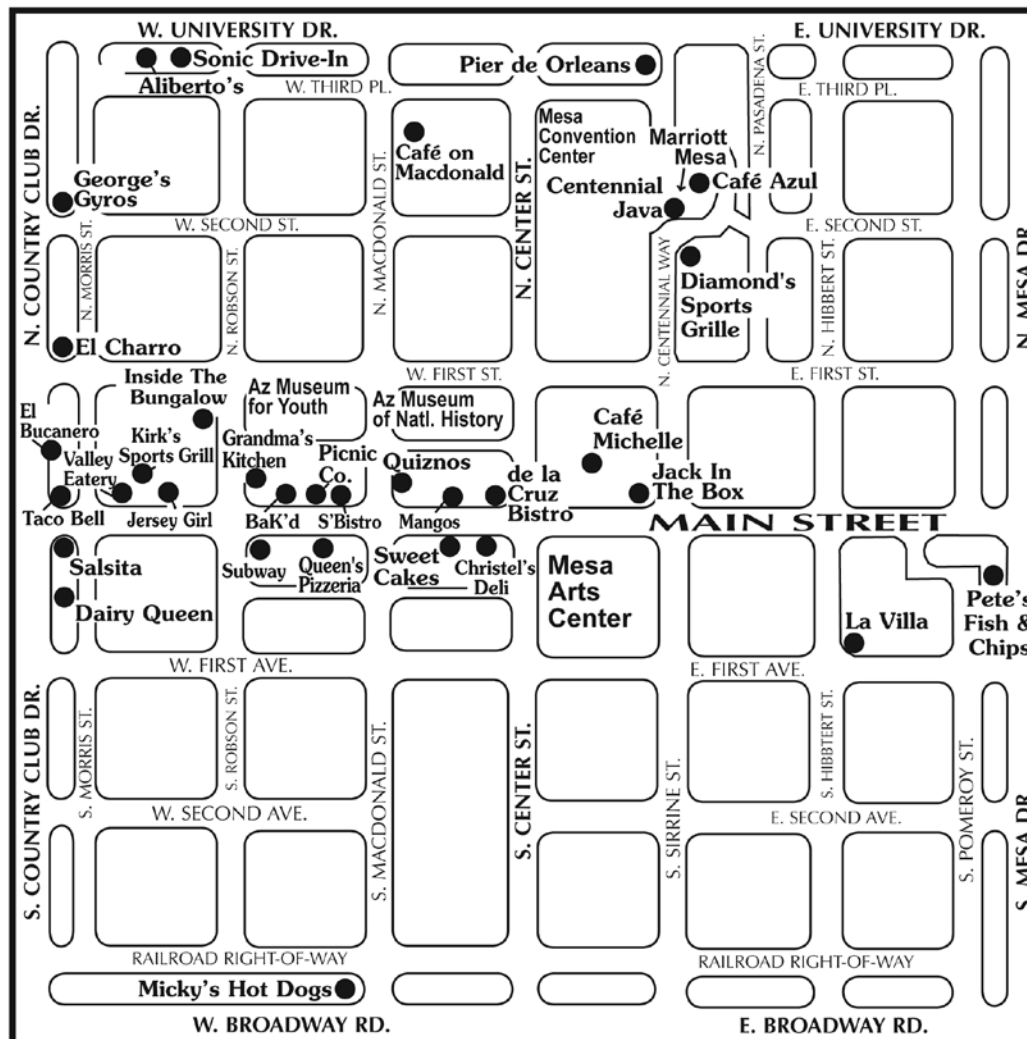 W. UNIVERSITY DR.
E. UNIVERSITY DR.
Sonic Drive-In
Aliberto's
Pier de Orleans
W. THIRD PL.
E. THIRD PL.
N. PASADENA ST.
N. COUNTRY CLUB DR.
Mesa
Convention
Center
Marriott
Mesa
Café on
Macdonald
N. MACDONALD ST.
N. CENTER ST.
George's
Gyros
Centennial
Java
Café Azul
W. SECOND ST.
E. SECOND ST.
N. MORRIS ST.
N. ROBSON ST.
N. CENTENNIAL WAY
N. HIBBERT ST.
N. MESA DR.
Diamond's
Sports
Grille
El Charro
W. FIRST ST.
E. FIRST ST.
Inside The
Bungalow
Az Museum
for Youth
Az Museum
of Natl. History
El
Bucanero
Kirk's
Sports Grill
Valley
Eatery
Grandma's
Kitchen
Picnic
Co.
Quiznos
de la
Cruz
Bistro
Café
Michelle
Jack In
The Box
Taco Bell
Jersey Girl
BaK'd
S'Bistro
Mangos
MAIN STREET
Salsita
Dairy Queen
Subway
Queen's
Pizzeria
Sweet
Cakes
Christel's
Deli
Mesa
Arts
Center
La Villa
Pete's
Fish &
Chips
W. FIRST AVE.
E. FIRST AVE.
S. COUNTRY CLUB DR.
S. MORRIS ST.
S. ROBSON ST.
S. MACDONALD ST.
S. CENTER ST.
S. SIRRINE ST.
S. HIBBTERT ST.
S. POMEROY ST.
S. MESA DR.
W. SECOND AVE.
E. SECOND AVE.
RAILROAD RIGHT-OF-WAY
RAILROAD RIGHT-OF-WAY
Micky's Hot Dogs
W. BROADWAY RD.
E. BROADWAY RD.